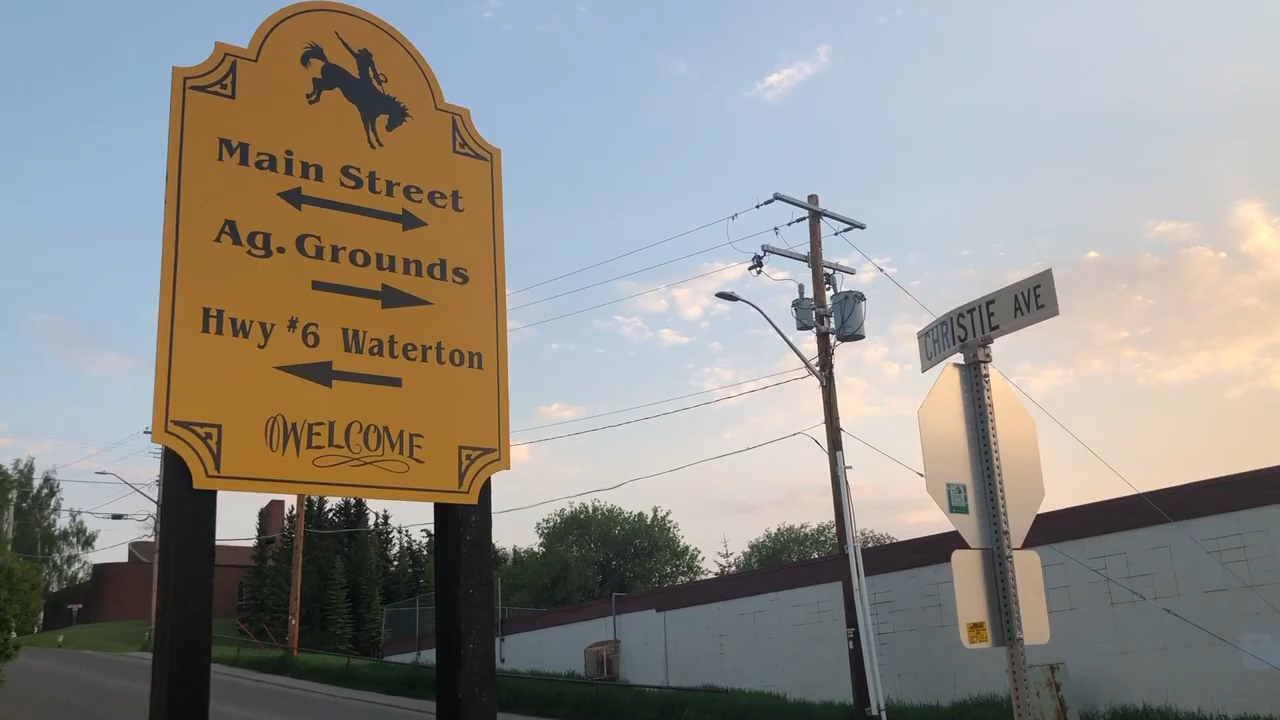 Main Street
Ag. Grounds
Hwy #6 Waterton
WELCOME
CHRISTIE AVE